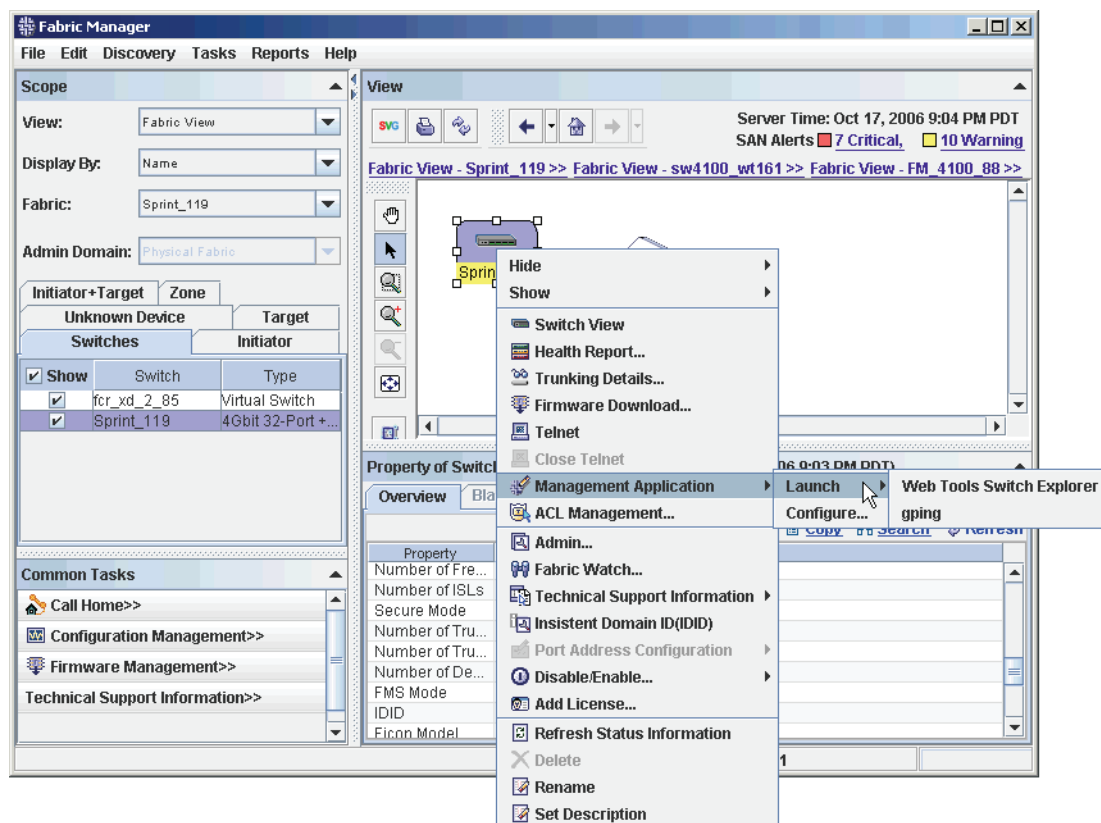 Fabric Manager
File Edit Discovery Tasks Reports Help
Scope
View: Fabric View
Display By: Name
Fabric: Sprint_119
Admin Domain: Physical Fabric
Initiator+Target Zone
Unknown Device Target
Switches Initiator
Show Switch Type
fcr_xd_2_85 Virtual Switch
Sprint_119 4Gbit 32-Port +...
Common Tasks
Call Home>>
Configuration Management>>
Firmware Management>>
Technical Support Information>>
View
SVG
Server Time: Oct 17, 2006 9:04 PM PDT
SAN Alerts 7 Critical, 10 Warning
Fabric View - Sprint_119 >> Fabric View - sw4100_wt161 >> Fabric View - FM_4100_88 >>
Sprin
Hide
Show
Switch View
Health Report...
Trunking Details...
Firmware Download...
Telnet
Close Telnet
Management Application
ACL Management...
Admin...
Fabric Watch...
Technical Support Information
Insistent Domain ID(IDID)
Port Address Configuration
Disable/Enable...
Add License...
Refresh Status Information
Delete
Rename
Set Description
Launch
Configure...
Web Tools Switch Explorer
gping
Property of Switc 06 9:03 PM PDT)
Overview Bla
Copy Search Refresh
Property
Number of Fre...
Number of ISLs
Secure Mode
Number of Tru...
Number of Tru...
Number of De...
FMS Mode
IDID
Ficon Model
1